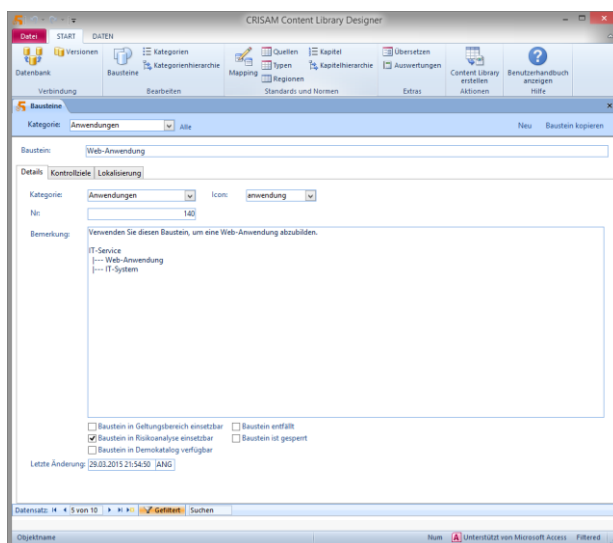 CRISAM Content Library Designer
Datei START DATEN
Datenbank
Versionen
Verbindung
Bausteine
Kategorien
Kategorienhierarchie
Bearbeiten
Mapping
Quellen
Typen
Regionen
Kapitel
Kapitelhierarchie
Standards und Normen
Übersetzen
Auswertungen
Extras
Content Library
erstellen
Aktionen
Benutzerhandbuch
anzeigen
Hilfe
Bausteine
Kategorie: Anwendungen Alle Neu Baustein kopieren
Baustein: Web-Anwendung
Details Kontrollziele Lokalisierung
Kategorie: Anwendungen Icon: anwendung
Nr: 140
Bemerkung: Verwenden Sie diesen Baustein, um eine Web-Anwendung abzubilden.
IT-Service
|--- Web-Anwendung
|--- IT-System
Baustein in Geltungsbereich einsetzbar Baustein entfällt
Baustein in Risikoanalyse einsetzbar Baustein ist gesperrt
Baustein in Demokatalog verfügbar
Letzte Änderung: 29.03.2015 21:54:50 ANG
Datensatz: 5 von 10 Gefiltert Suchen
Objektname Num Unterstützt von Microsoft Access Filtered